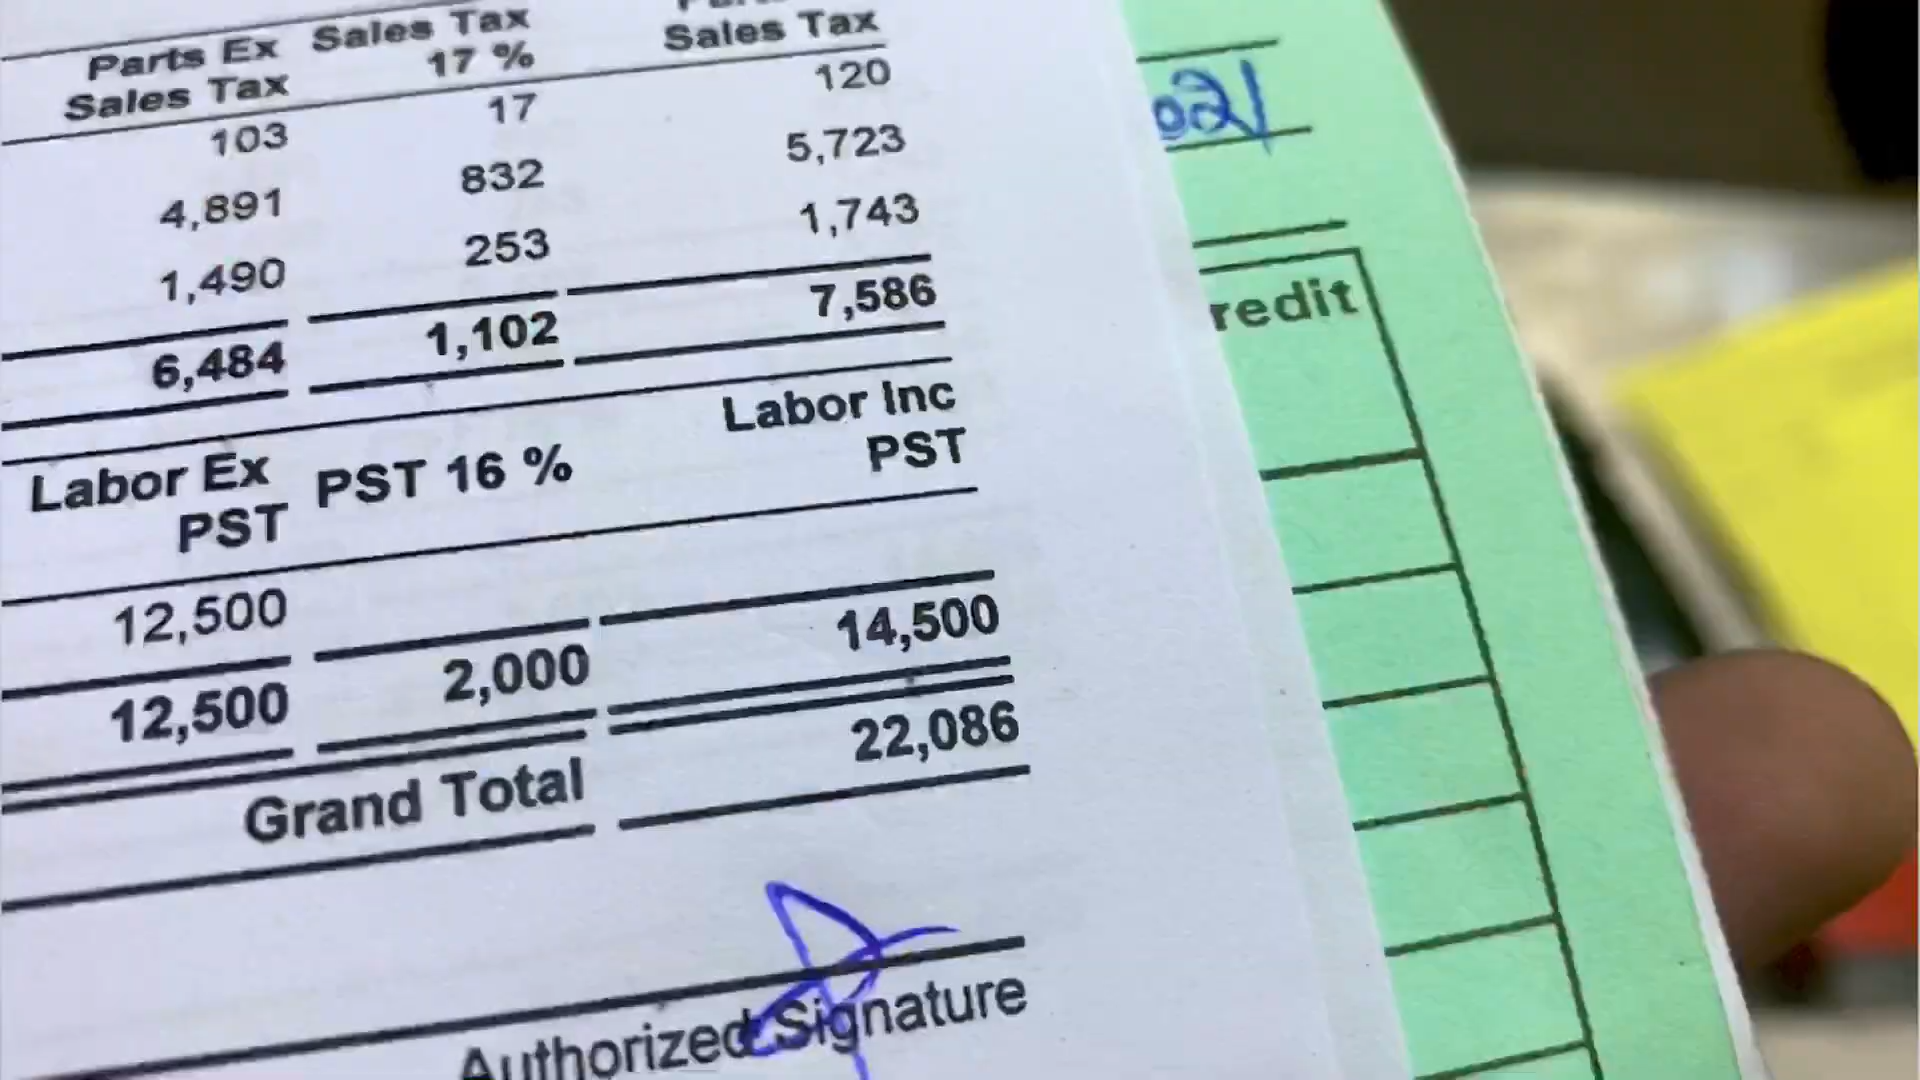 Parts Ex Sales Tax
Sales Tax 17 % Sales Tax
103 17 120
4,891 832 5,723
1,490 253 1,743
6,484 1,102 7,586
Labor Ex PST 16 % Labor Inc
PST PST
12,500
12,500 2,000 14,500
Grand Total 22,086
Authorized Signature
021
redit